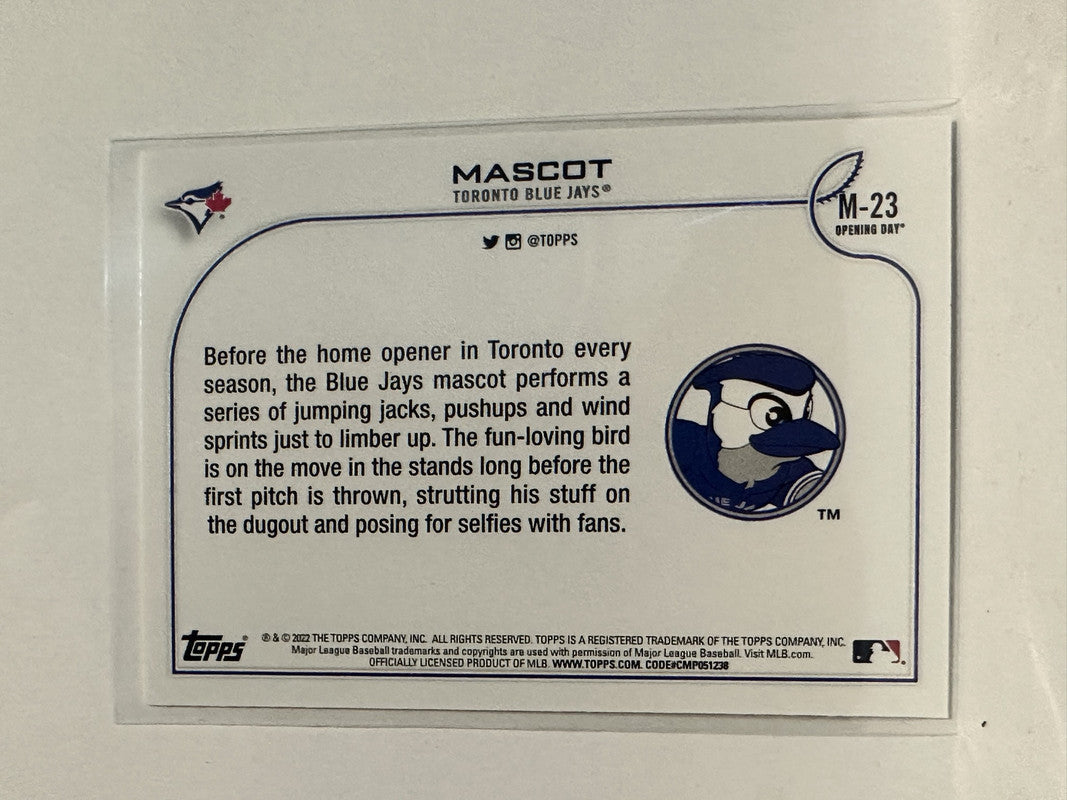 MASCOT
TORONTO BLUE JAYS®
M-23
OPENING DAY®
@TOPPS
Before the home opener in Toronto every
season, the Blue Jays mascot performs a
series of jumping jacks, pushups and wind
sprints just to limber up. The fun-loving bird
is on the move in the stands long before the
first pitch is thrown, strutting his stuff on
the dugout and posing for selfies with fans.
TM
topps®
® & © 2022 THE TOPPS COMPANY, INC. ALL RIGHTS RESERVED. TOPPS IS A REGISTERED TRADEMARK OF THE TOPPS COMPANY, INC.
Major League Baseball trademarks and copyrights are used with permission of Major League Baseball. Visit MLB.com.
OFFICIALLY LICENSED PRODUCT OF MLB. WWW.TOPPS.COM. CODE#CMP051238